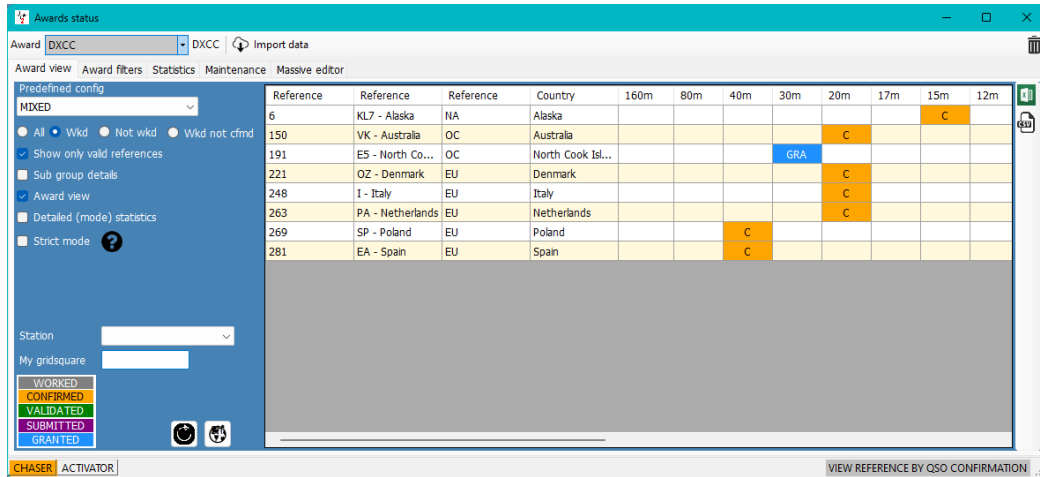 Awards status
Award DXCC DXCC Import data
Award view Award filters Statistics Maintenance Massive editor
Predefined config
MIXED
All Wkd Not wkd Wkd not cfmd
Show only valid references
Sub group details
Award view
Detailed (mode) statistics
Strict mode ?
Station
My gridsquare
WORKED
CONFIRMED
VALIDATED
SUBMITTED
GRANTED
Reference Reference Reference Country 160m 80m 40m 30m 20m 17m 15m 12m
6 KL7 - Alaska NA Alaska C
150 VK - Australia OC Australia C
191 E5 - North Co... OC North Cook Isl... GRA
221 OZ - Denmark EU Denmark C
248 I - Italy EU Italy C
263 PA - Netherlands EU Netherlands C
269 SP - Poland EU Poland C
281 EA - Spain EU Spain C
CSV
CHASER ACTIVATOR VIEW REFERENCE BY QSO CONFIRMATION